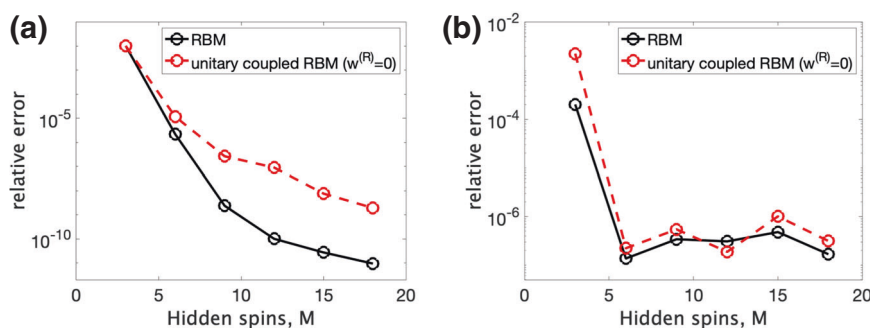 (a)
RBM
unitary coupled RBM (w^(R)=0)
relative error
10^-5
10^-10
0 5 10 15 20
Hidden spins, M
(b)
RBM
unitary coupled RBM (w^(R)=0)
relative error
10^-2
10^-4
10^-6
0 5 10 15 20
Hidden spins, M